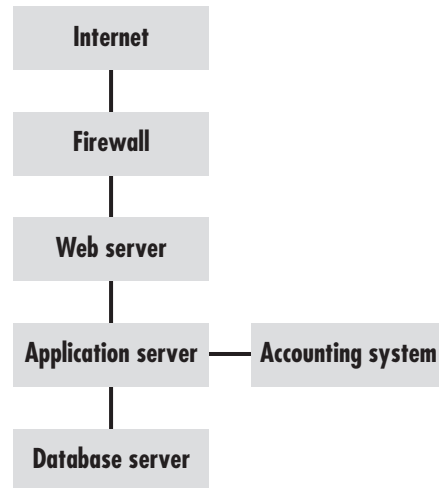 Internet
Firewall
Web server
Application server
Accounting system
Database server